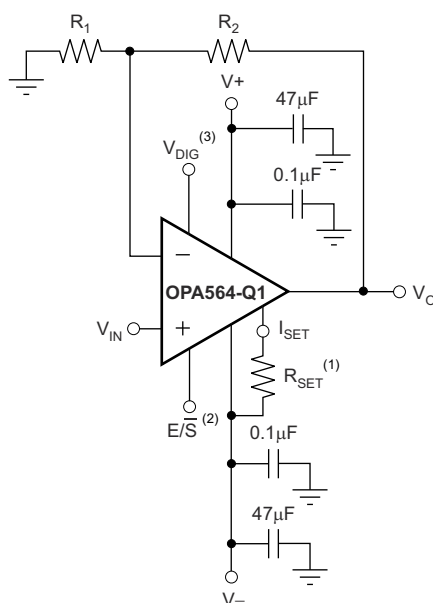 R1 R2
V+
47μF
VDIG(3)
0.1μF
−
OPA564-Q1
VO
VIN
+
ISET
RSET(1)
E/S̅(2)
0.1μF
47μF
V−